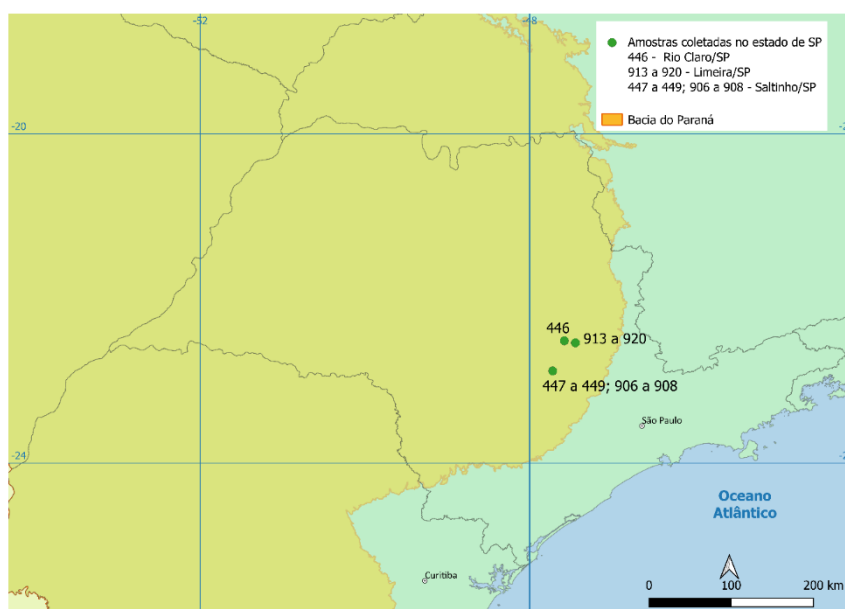 -52
-48
Amostras coletadas no estado de SP
446 - Rio Claro/SP
913 a 920 - Limeira/SP
447 a 449; 906 a 908 - Saltinho/SP
Bacia do Paraná
-20
446
913 a 920
447 a 449; 906 a 908
São Paulo
-24
Oceano
Atlântico
Curitiba
0 100 200 km